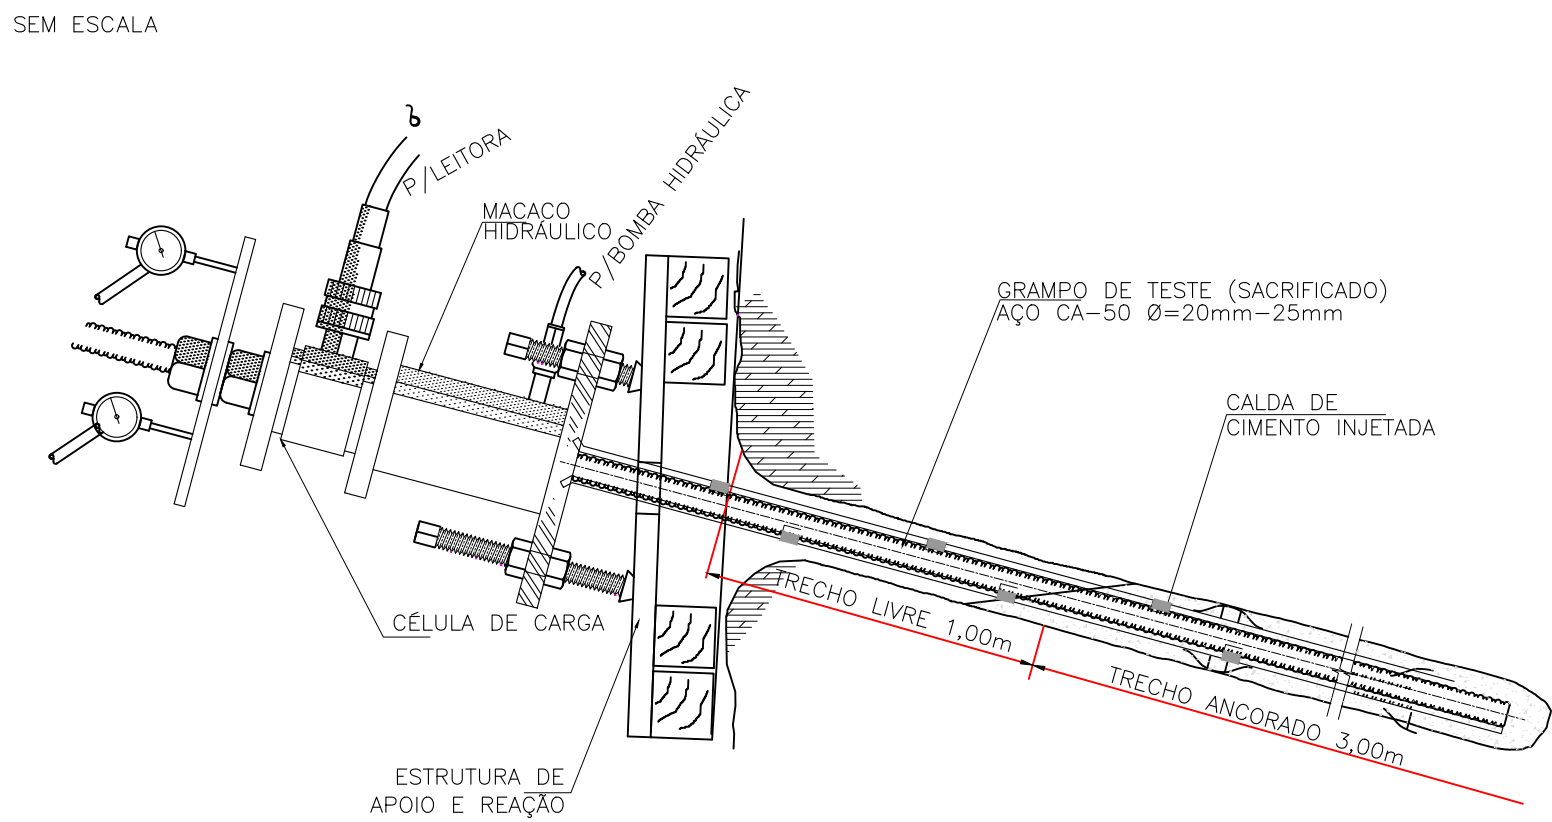 SEM ESCALA
P/LEITORA
P/BOMBA HIDRÁULICA
MACACO
HIDRÁULICO
GRAMPO DE TESTE (SACRIFICADO)
AÇO CA-50 Ø=20mm-25mm
CALDA DE
CIMENTO INJETADA
CÉLULA DE CARGA
TRECHO LIVRE 1,00m
TRECHO ANCORADO 3,00m
ESTRUTURA DE
APOIO E REAÇÃO